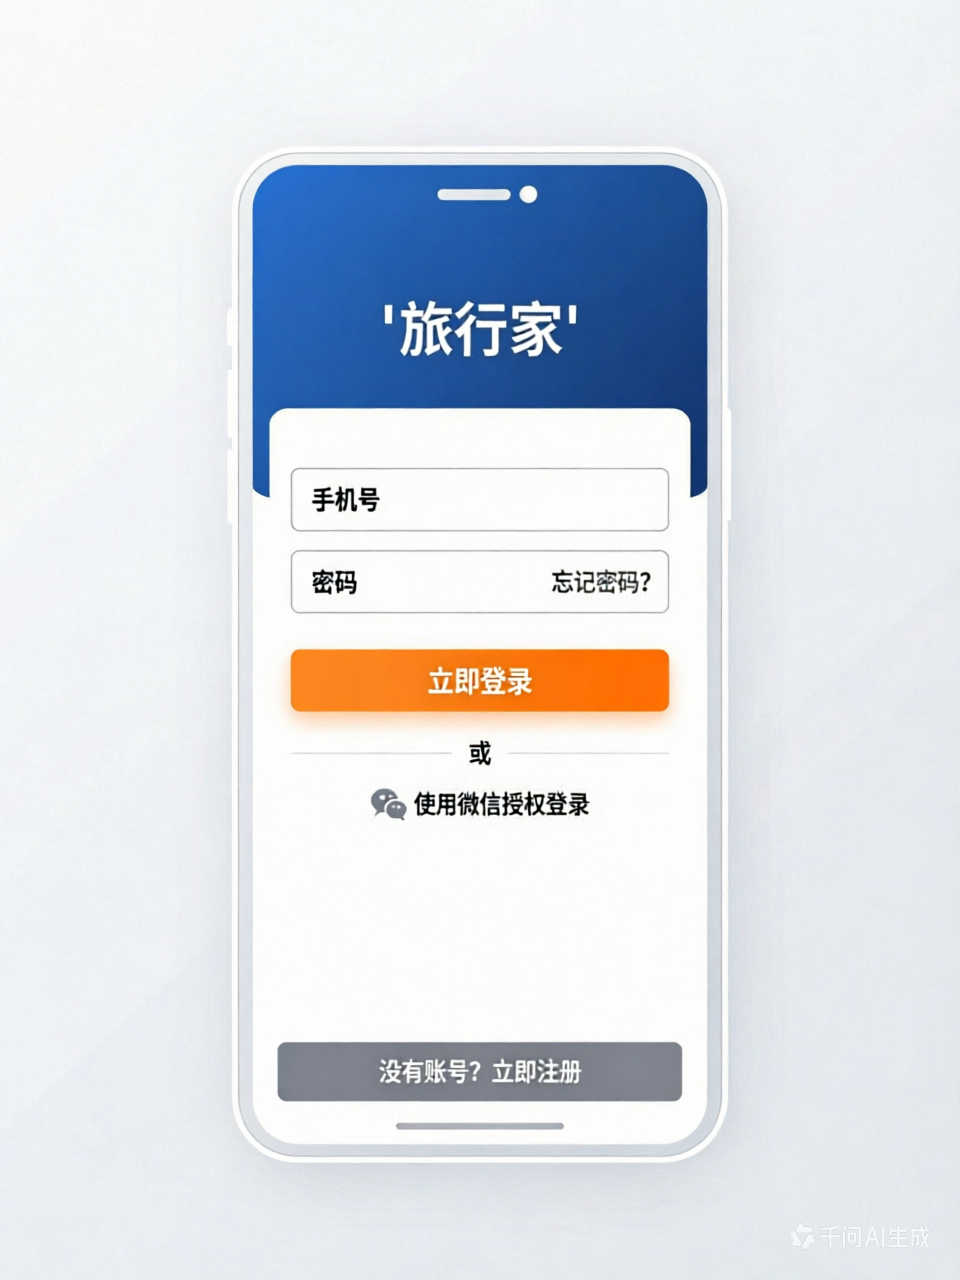 '旅行家'
手机号
密码 忘记密码?
立即登录
或
使用微信授权登录
没有账号? 立即注册
千问AI生成